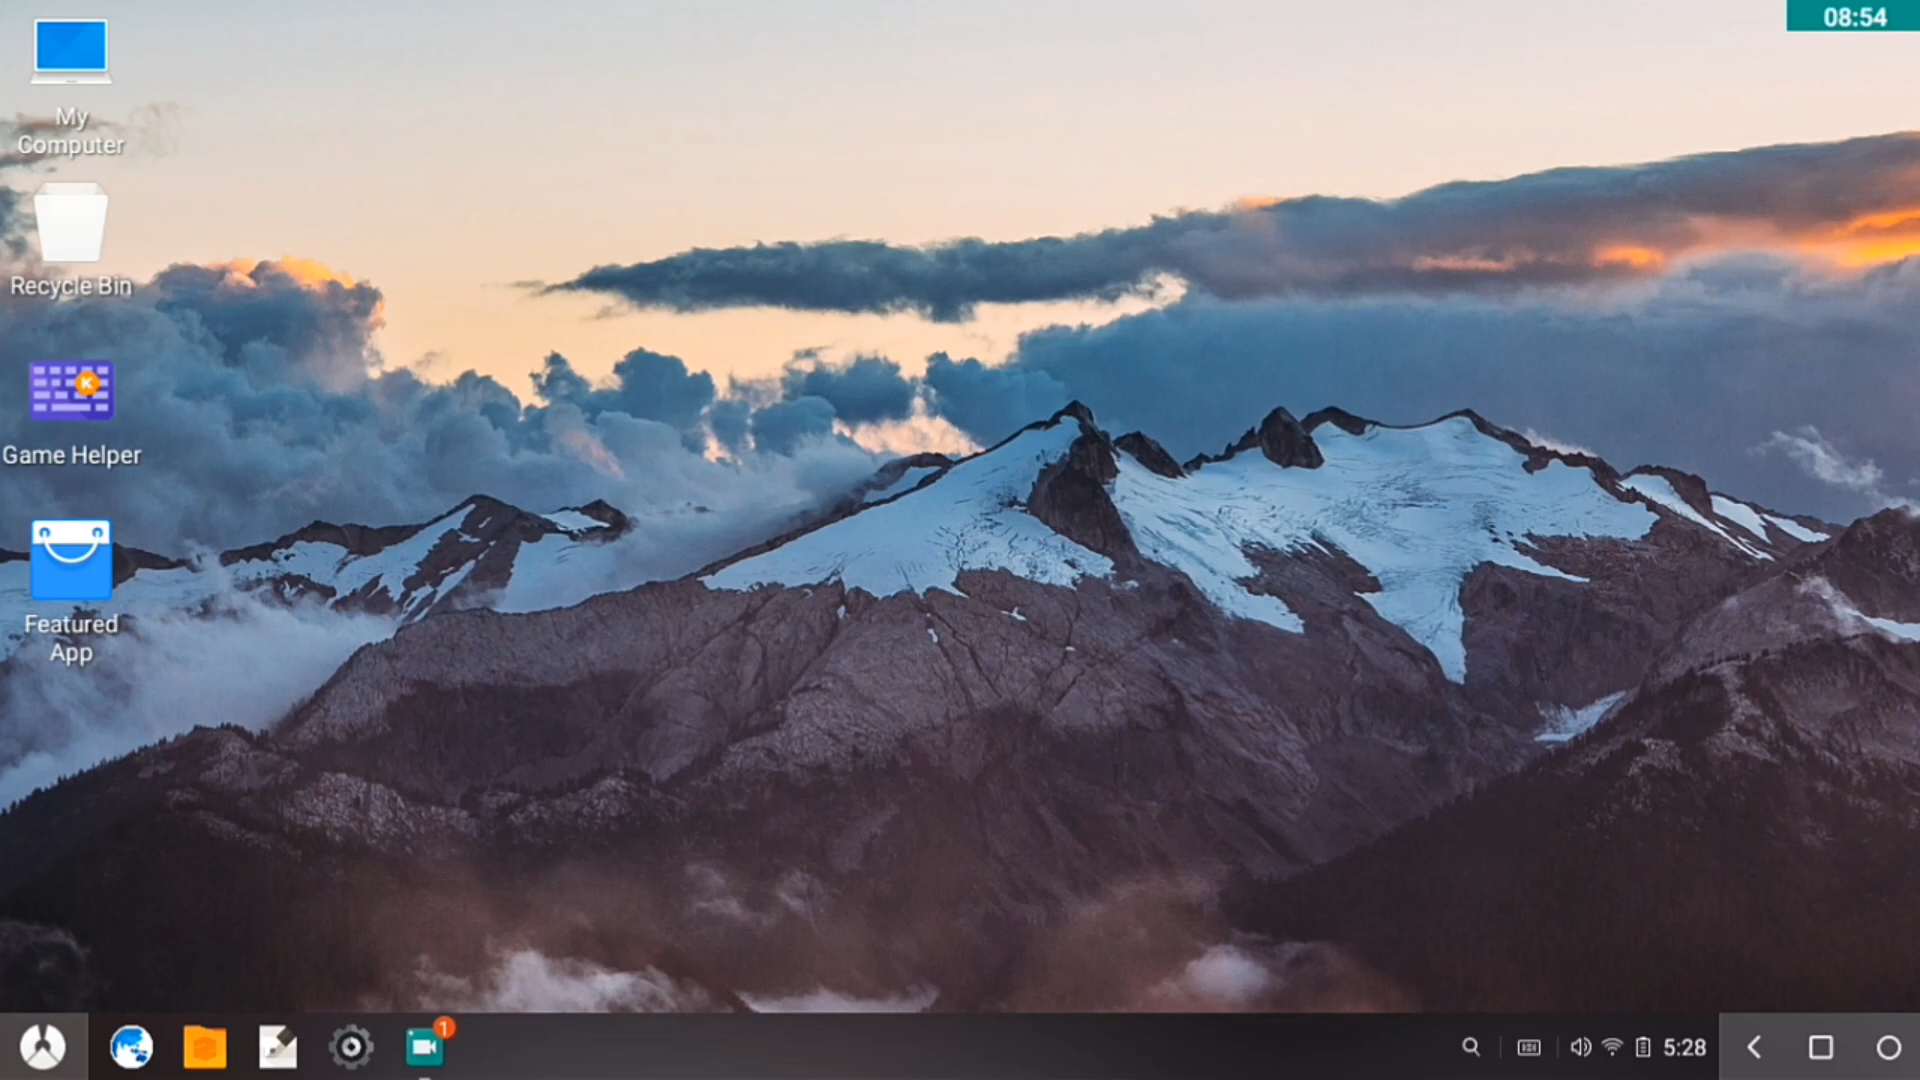 08:54
My
Computer
Recycle Bin
K
Game Helper
Featured
App
1
5:28